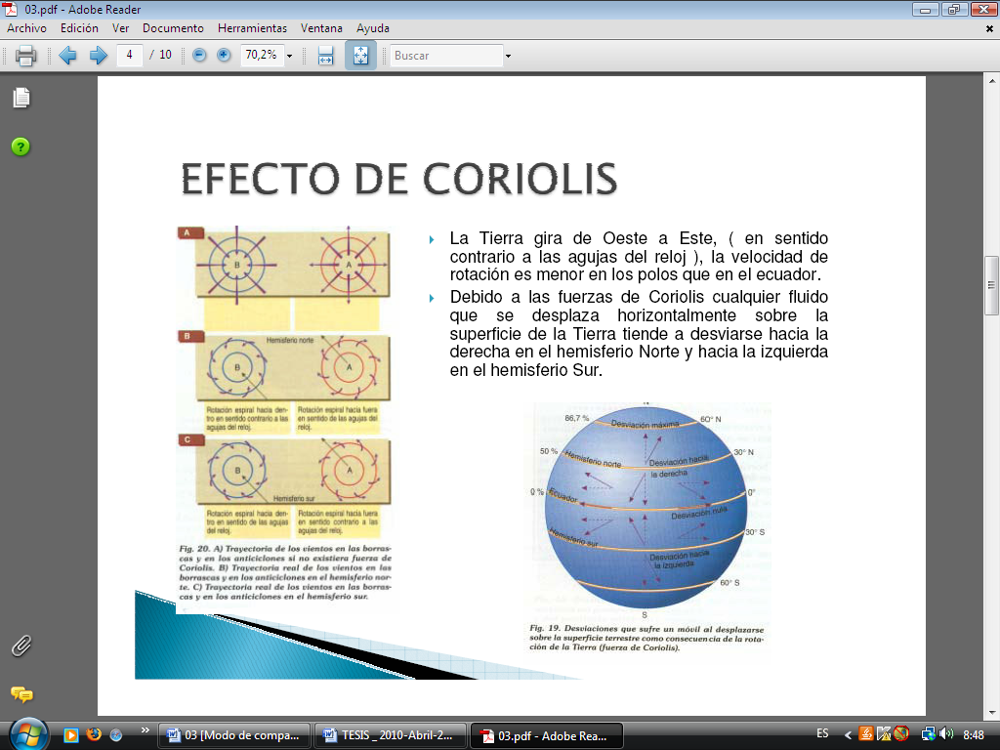 03.pdf - Adobe Reader
Archivo Edición Ver Documento Herramientas Ventana Ayuda
4 / 10 70,2% Buscar
EFECTO DE CORIOLIS
A
B A
B
Hemisferio norte
B A
Rotación espiral hacia den-
tro en sentido contrario a las
agujas del reloj.
Rotación espiral hacia fuera
en sentido de las agujas del
reloj.
C
B A
Hemisferio sur
Rotación espiral hacia den-
tro en sentido de las agujas
del reloj.
Rotación espiral hacia fuera
en sentido contrario a las
agujas del reloj.
Fig. 20. A) Trayectoria de los vientos en las borras-
cas y en los anticiclones si no existiera fuerza de
Coriolis. B) Trayectoria real de los vientos en las
borrascas y en los anticiclones en el hemisferio nor-
te. C) Trayectoria real de los vientos en las borras-
cas y en los anticiclones en el hemisferio sur.
La Tierra gira de Oeste a Este, ( en sentido
contrario a las agujas del reloj ), la velocidad de
rotación es menor en los polos que en el ecuador.
Debido a las fuerzas de Coriolis cualquier fluido
que se desplaza horizontalmente sobre la
superficie de la Tierra tiende a desviarse hacia la
derecha en el hemisferio Norte y hacia la izquierda
en el hemisferio Sur.
86,7 % Desviación máxima 60° N
50 % Hemisferio norte Desviación hacia 30° N
la derecha
0 % Ecuador 0°
Desviación nula
Hemisferio sur 30° S
Desviación hacia
la izquierda
60° S
S
Fig. 19. Desviaciones que sufre un móvil al desplazarse
sobre la superficie terrestre como consecuencia de la rota-
ción de la Tierra (fuerza de Coriolis).
03 [Modo de compa... TESIS _ 2010-Abril-2... 03.pdf - Adobe Rea... ES 8:48